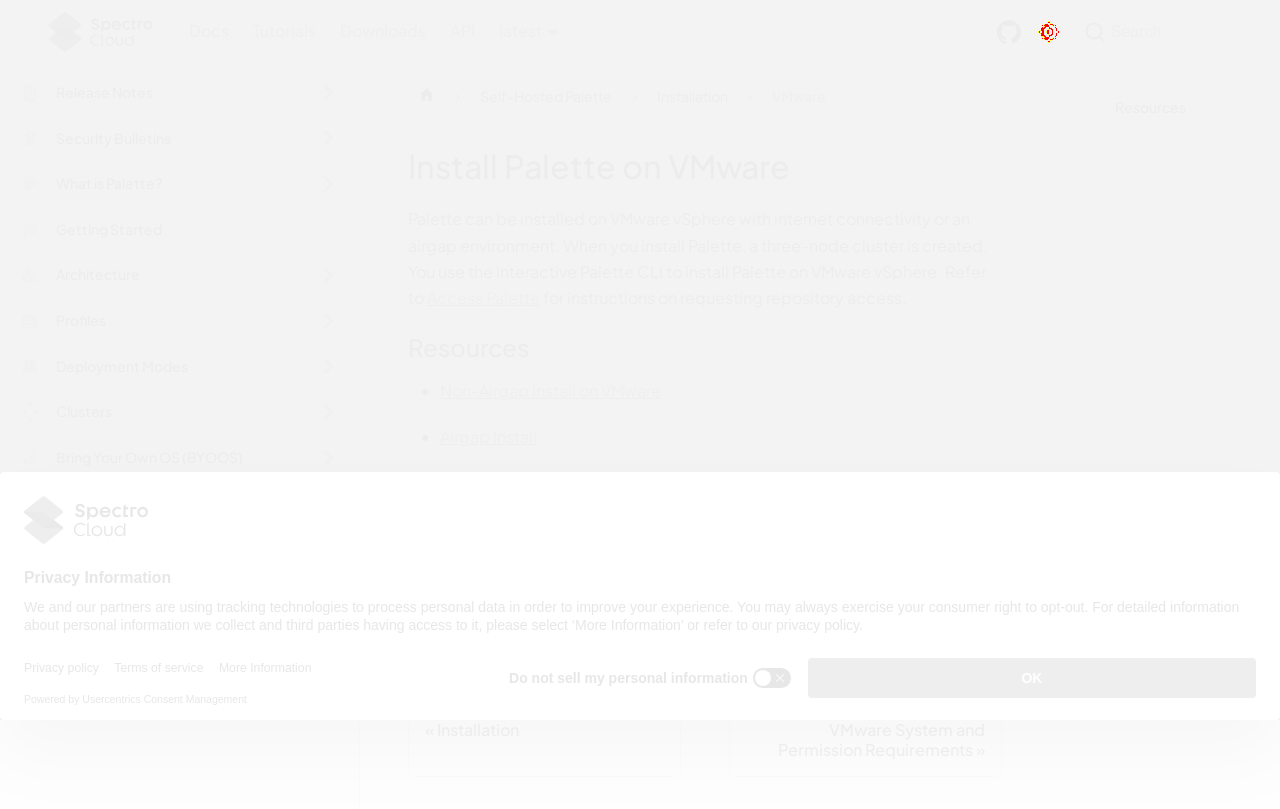 Spectro
Cloud
Docs
Tutorials
Downloads
API
latest
Search
Release Notes
Security Bulletins
What is Palette?
Getting Started
Architecture
Profiles
Deployment Modes
Clusters
Bring Your Own OS (BYOOS)
Self-Hosted Palette
Installation
VMware
Resources
Install Palette on VMware
Palette can be installed on VMware vSphere with internet connectivity or an
airgap environment. When you install Palette, a three-node cluster is created.
You use the interactive Palette CLI to install Palette on VMware vSphere. Refer
to Access Palette for instructions on requesting repository access.
Resources
Non-Airgap Install on VMware
Airgap Install
Spectro
Cloud
Privacy Information
We and our partners are using tracking technologies to process personal data in order to improve your experience. You may always exercise your consumer right to opt-out. For detailed information
about personal information we collect and third parties having access to it, please select 'More Information' or refer to our privacy policy.
Privacy policy
Terms of service
More Information
Do not sell my personal information
OK
Powered by Usercentrics Consent Management
« Installation
VMware System and
Permission Requirements »